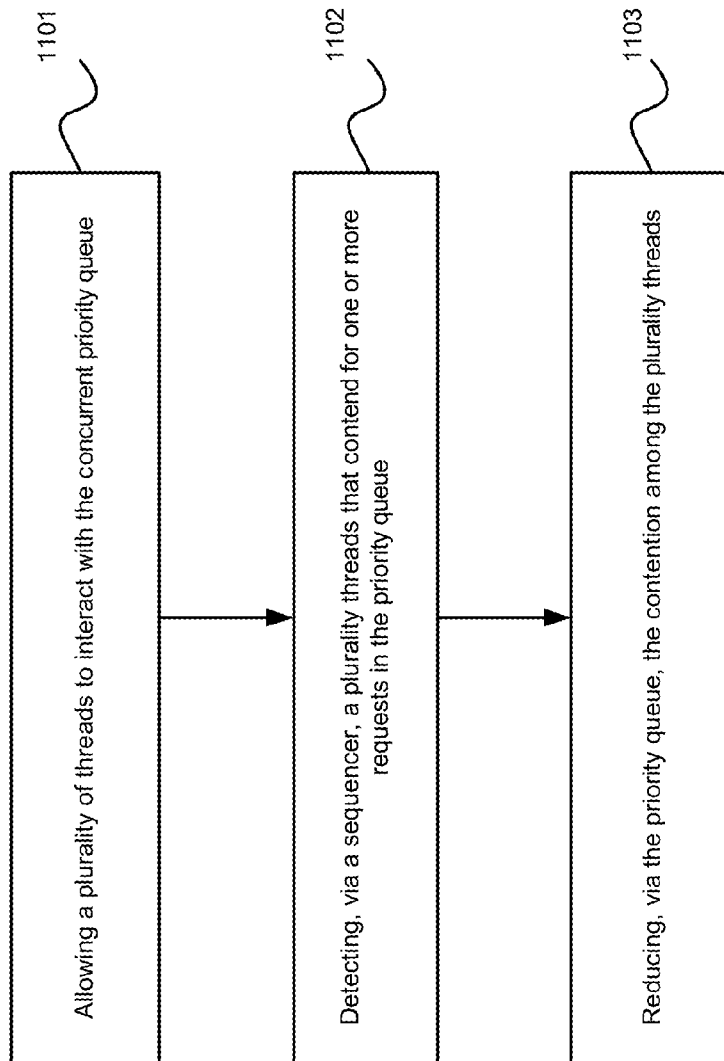 1101
Allowing a plurality of threads to interact with the concurrent priority queue
1102
Detecting, via a sequencer, a plurality threads that contend for one or more
requests in the priority queue
1103
Reducing, via the priority queue, the contention among the plurality threads